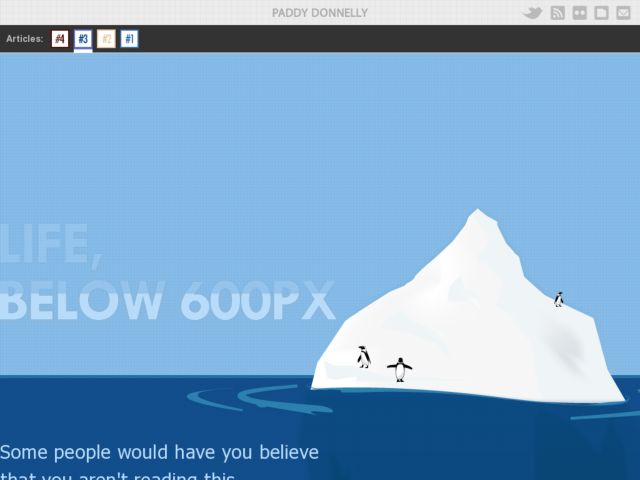 PADDY DONNELLY
Articles: #4 #3 #2 #1
LIFE,
BELOW 600PX
Some people would have you believe
that you aren't reading this